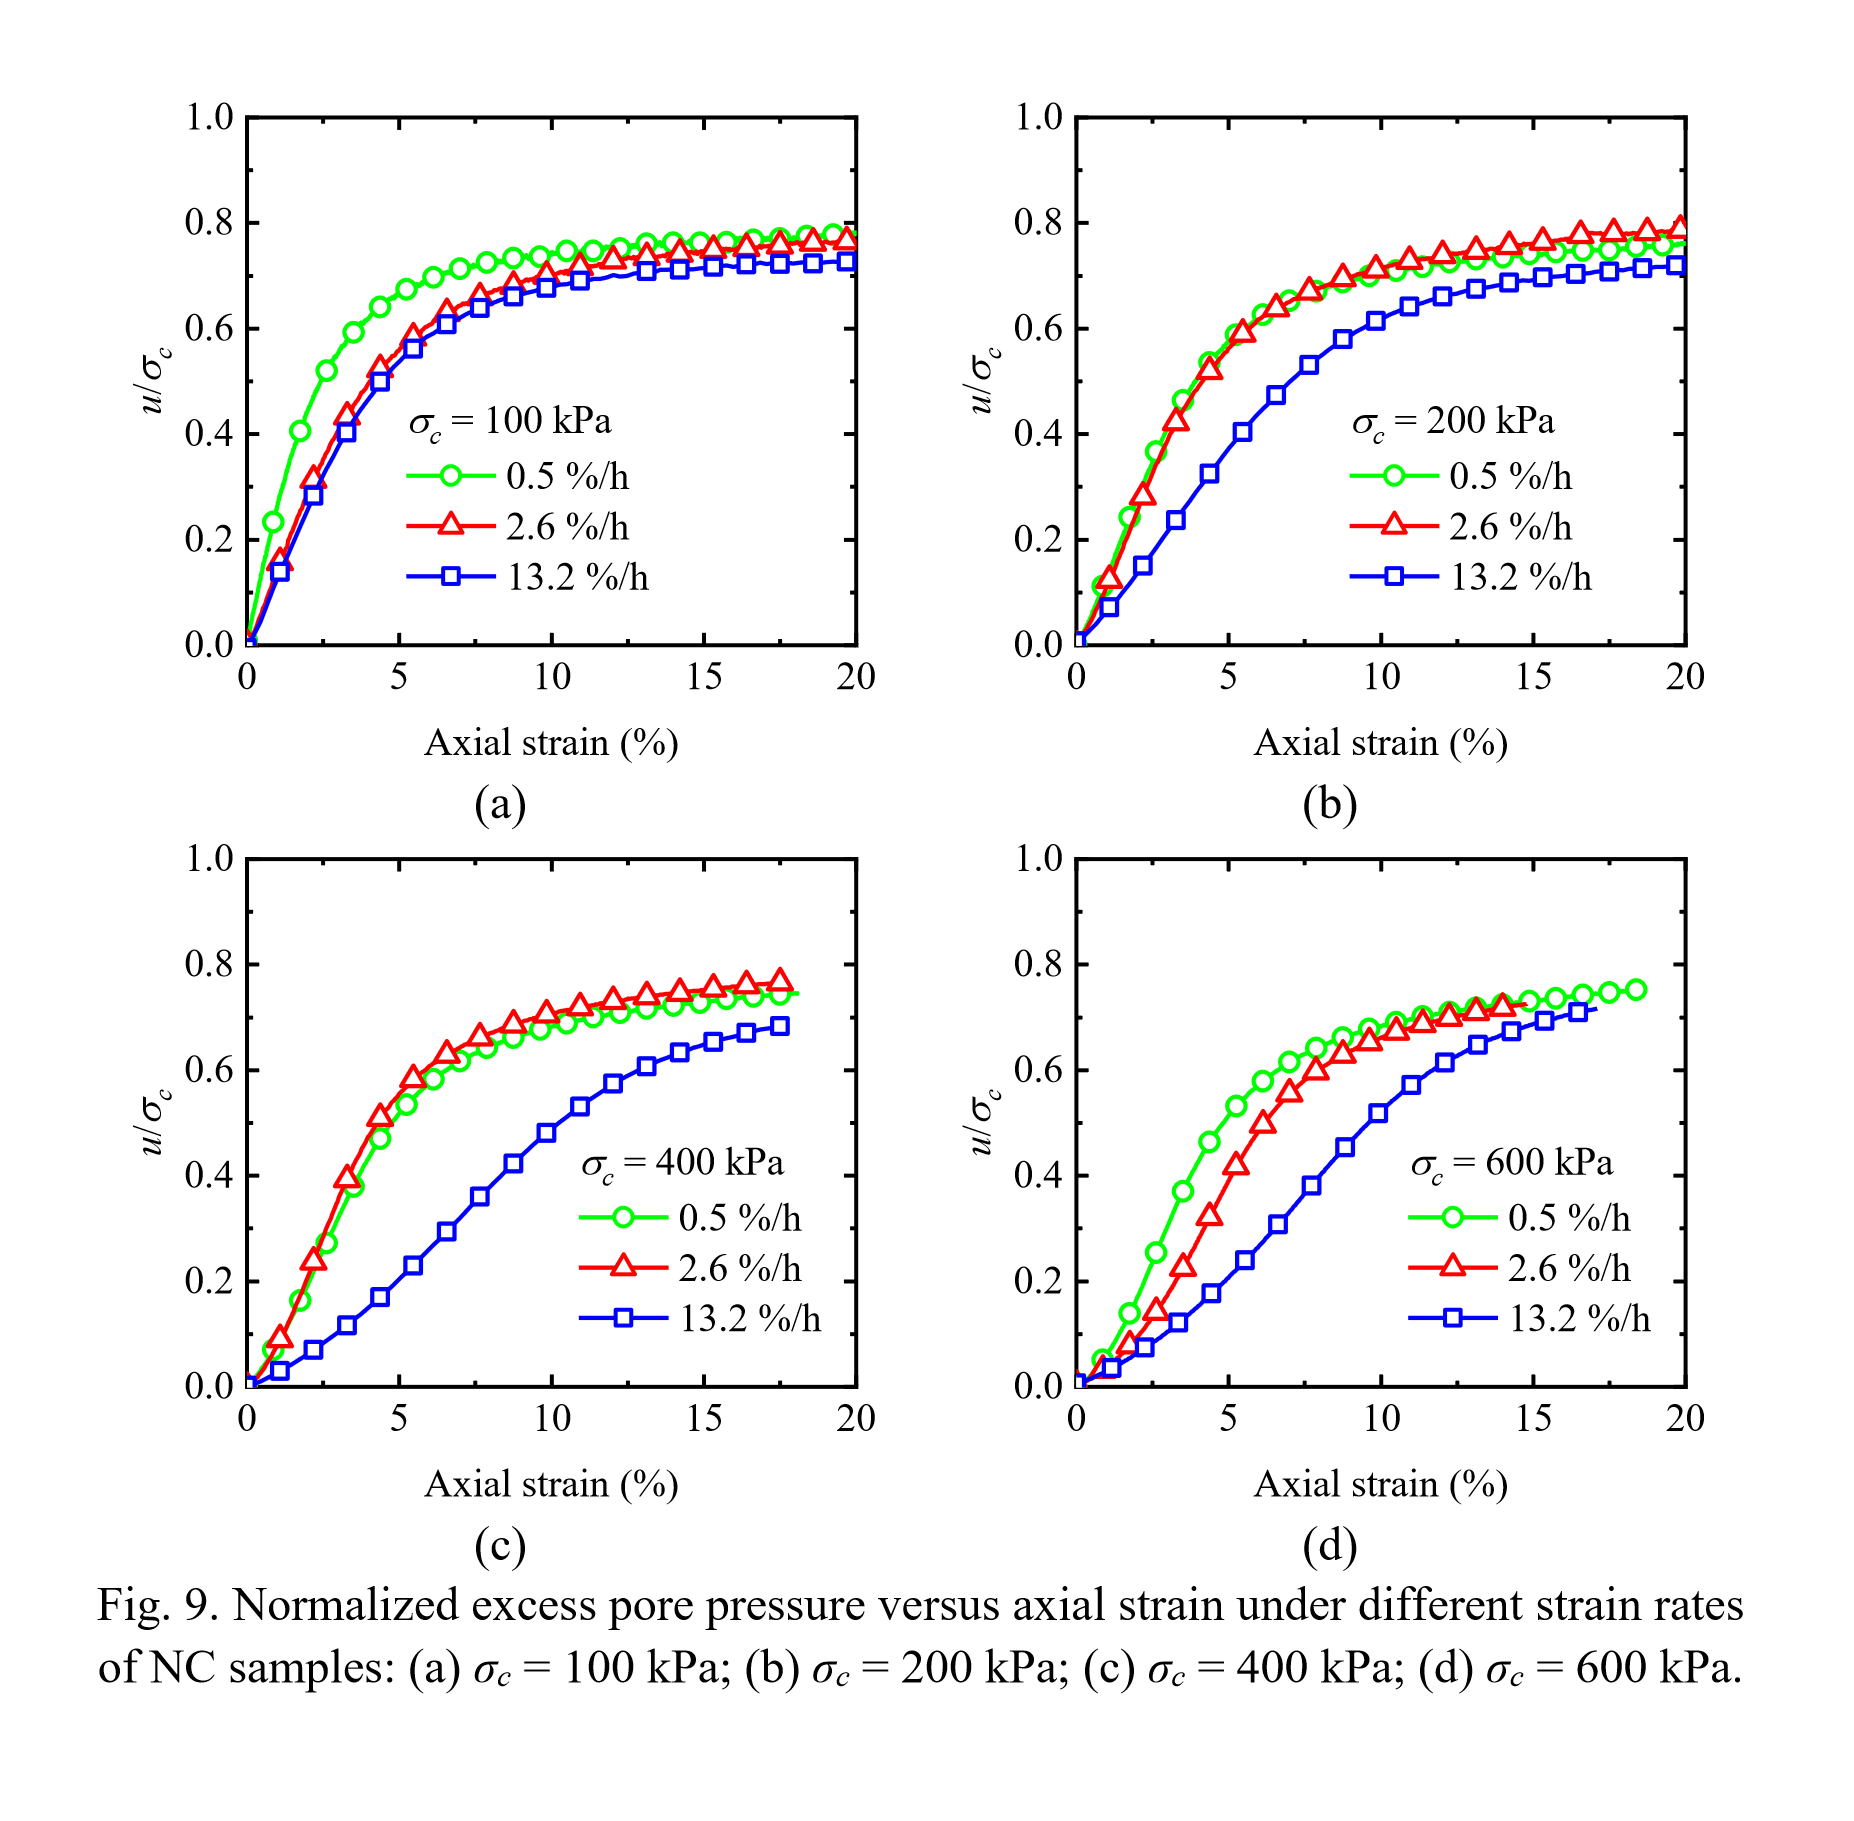 1.0
0.8
0.6
0.4
0.2
0.0
u/σc
σc = 100 kPa
0.5 %/h
2.6 %/h
13.2 %/h
0 5 10 15 20
Axial strain (%)
(a)
1.0
0.8
0.6
0.4
0.2
0.0
u/σc
σc = 200 kPa
0.5 %/h
2.6 %/h
13.2 %/h
0 5 10 15 20
Axial strain (%)
(b)
1.0
0.8
0.6
0.4
0.2
0.0
u/σc
σc = 400 kPa
0.5 %/h
2.6 %/h
13.2 %/h
0 5 10 15 20
Axial strain (%)
(c)
1.0
0.8
0.6
0.4
0.2
0.0
u/σc
σc = 600 kPa
0.5 %/h
2.6 %/h
13.2 %/h
0 5 10 15 20
Axial strain (%)
(d)
Fig. 9. Normalized excess pore pressure versus axial strain under different strain rates
of NC samples: (a) σc = 100 kPa; (b) σc = 200 kPa; (c) σc = 400 kPa; (d) σc = 600 kPa.